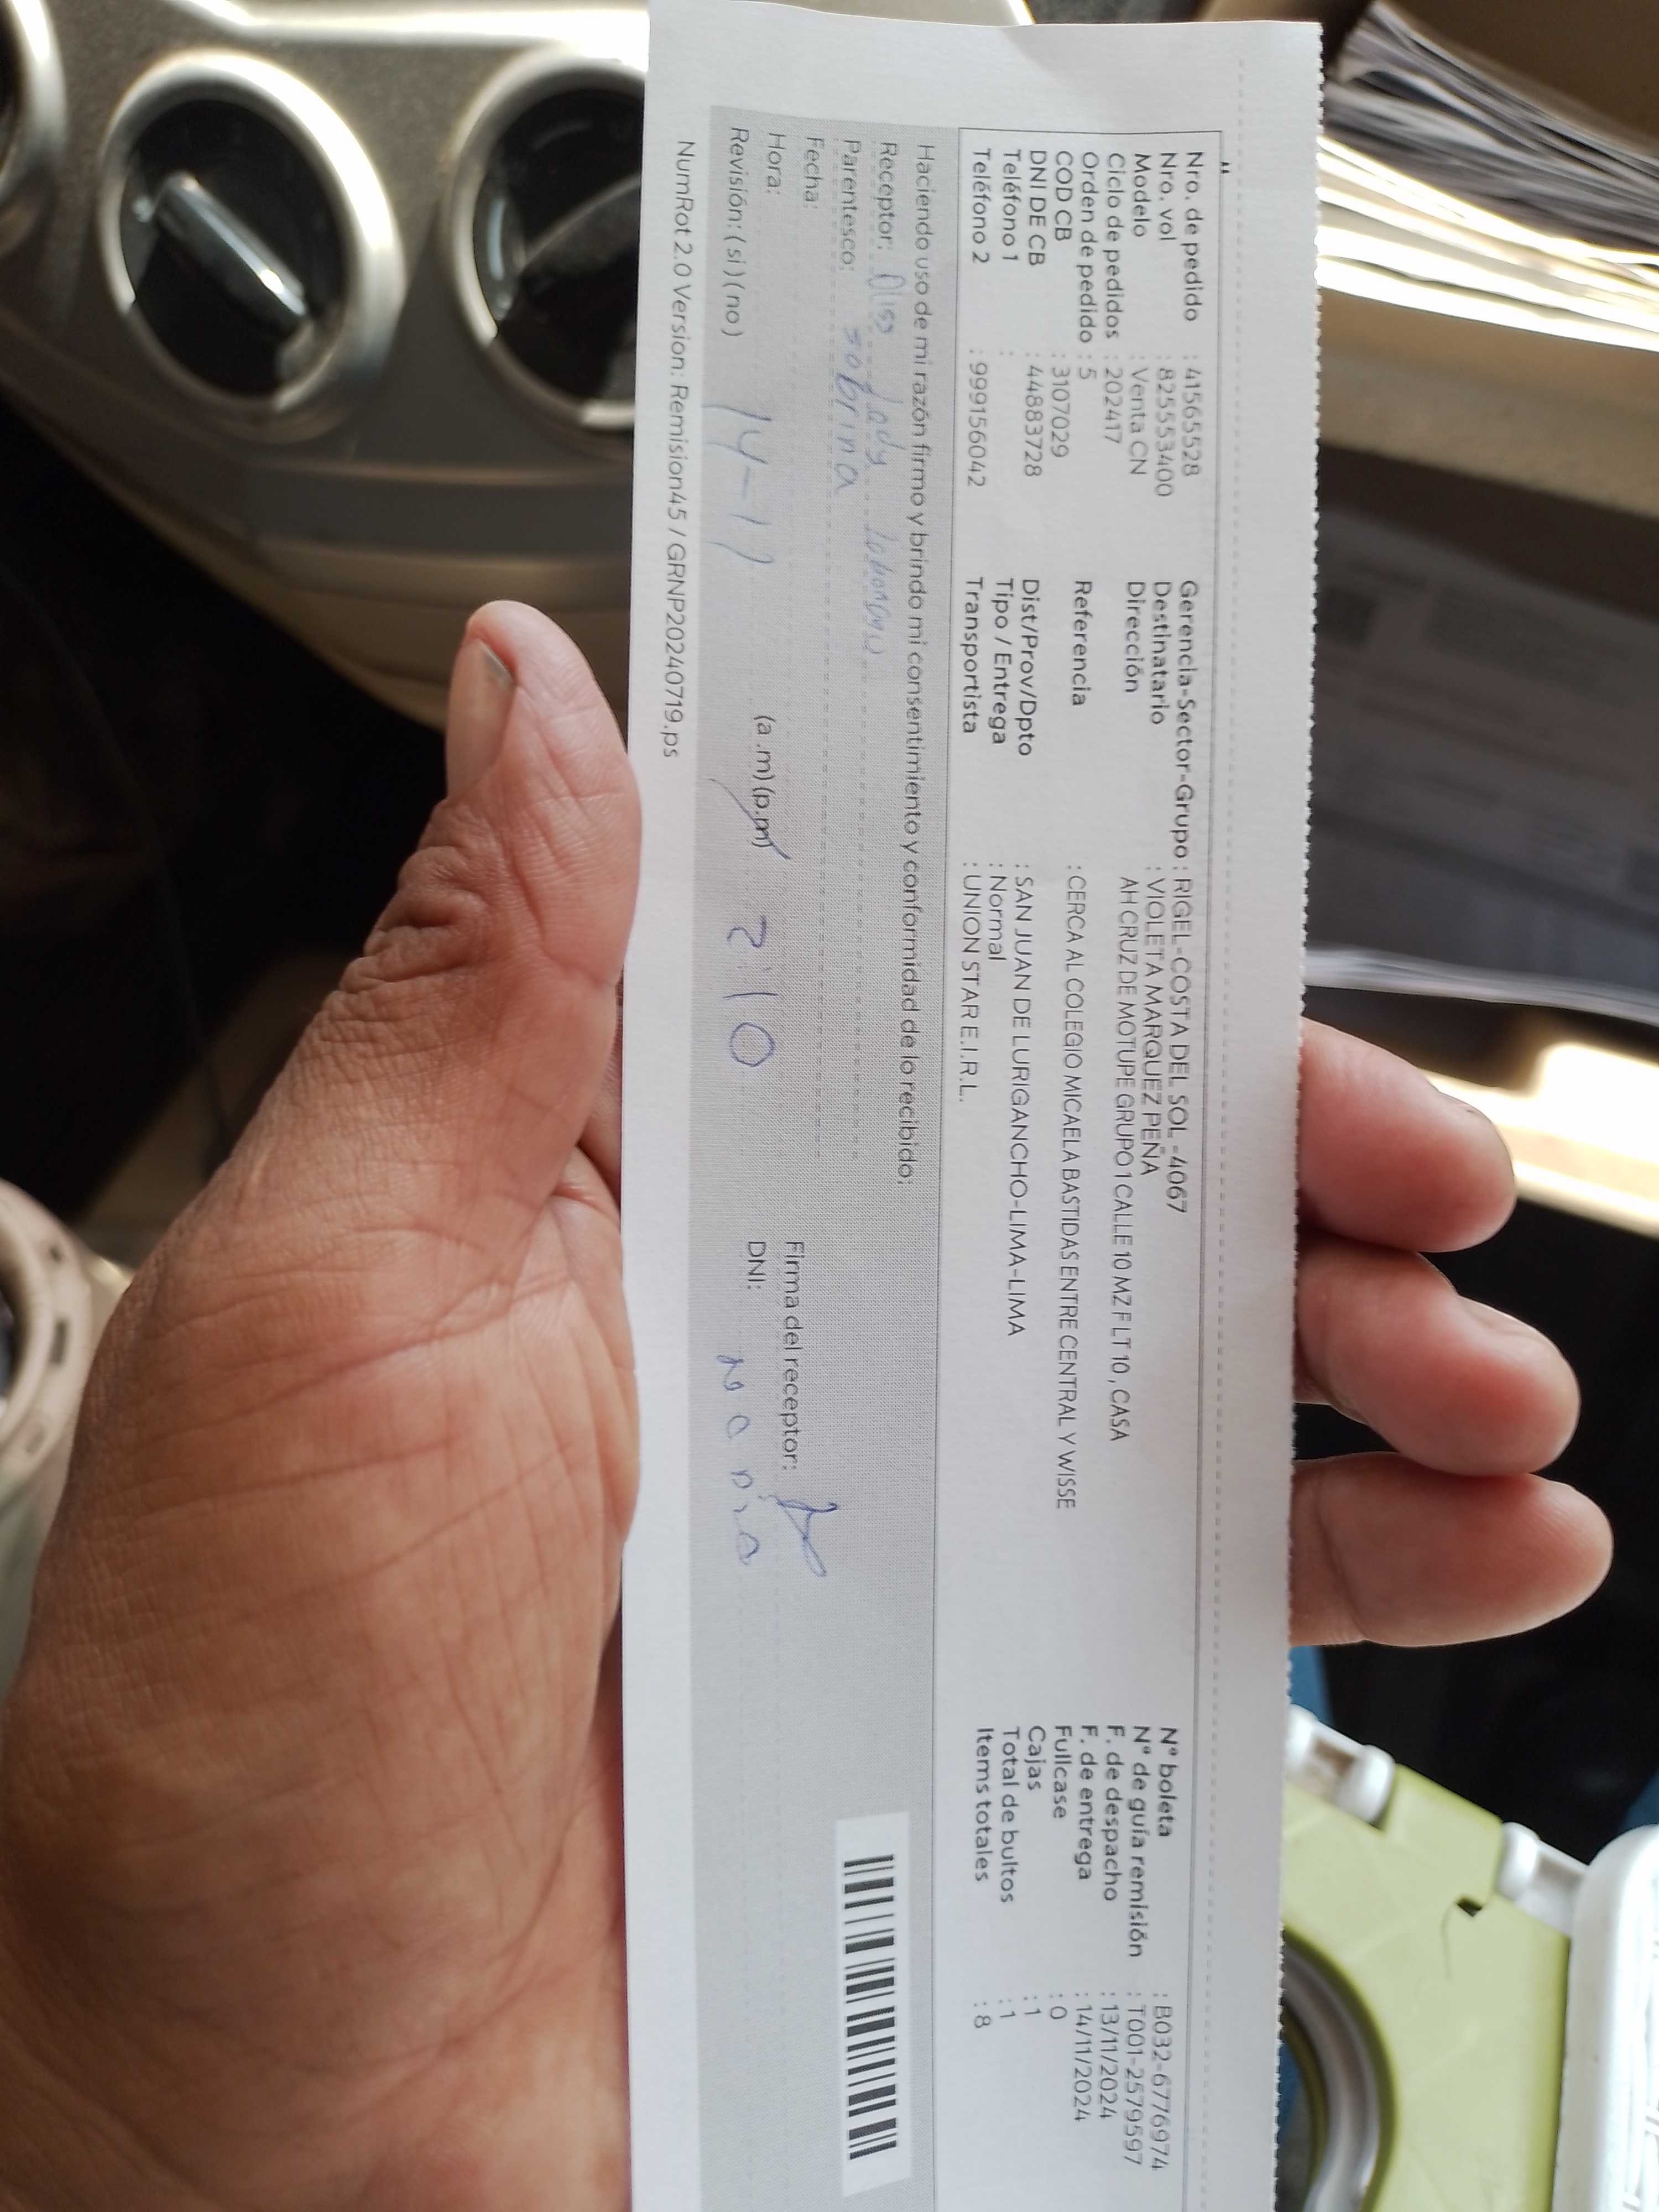 Nro. de pedido : 41565528
Nro. vol : 825553400
Modelo : Venta CN
Ciclo de pedidos : 202417
Orden de pedido : 5
COD CB : 3107029
DNI DE CB : 44883728
Teléfono 1 :
Teléfono 2 : 999156042
Gerencia-Sector-Grupo : RIGEL -COSTA DEL SOL -4067
Destinatario : VIOLETA MARQUEZ PEÑA
Dirección AH CRUZ DE MOTUPE GRUPO 1 CALLE 10 MZ F LT 10 , CASA
Referencia : CERCA AL COLEGIO MICAELA BASTIDAS ENTRE CENTRAL Y WISSE
Dist/Prov/Dpto : SAN JUAN DE LURIGANCHO-LIMA-LIMA
Tipo / Entrega : Normal
Transportista : UNION STAR E.I.R.L.
N° boleta : B032-6776974
N° de guía remisión : T001-2579597
F. de despacho : 13/11/2024
F. de entrega : 14/11/2024
Fullcase : 0
Cajas : 1
Total de bultos : 1
Items totales : 8
Haciendo uso de mi razón firmo y brindo mi consentimiento y conformidad de lo recibido:
Receptor: Lady
Parentesco: sobrina
Fecha:
Hora: (a .m) (p.m)
Revisión: ( si ) ( no ) 14-11 2:10
Firma del receptor:
DNI: No Dio
NumRot 2.0 Version: Remision45 / GRNP20240719.ps